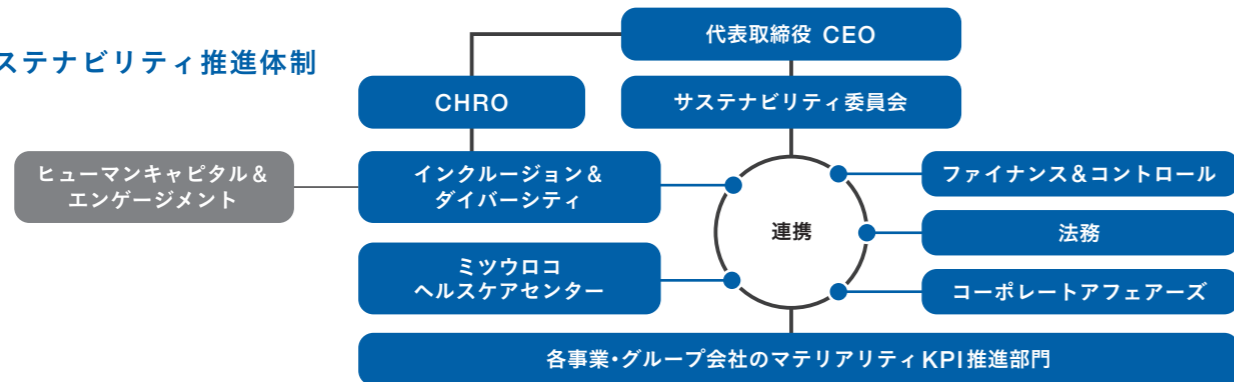 ステナビリティ推進体制
代表取締役 CEO
CHRO
サステナビリティ委員会
ヒューマンキャピタル＆
エンゲージメント
インクルージョン＆
ダイバーシティ
ファイナンス＆コントロール
連携
法務
ミツウロコ
ヘルスケアセンター
コーポレートアフェアーズ
各事業・グループ会社のマテリアリティKPI推進部門